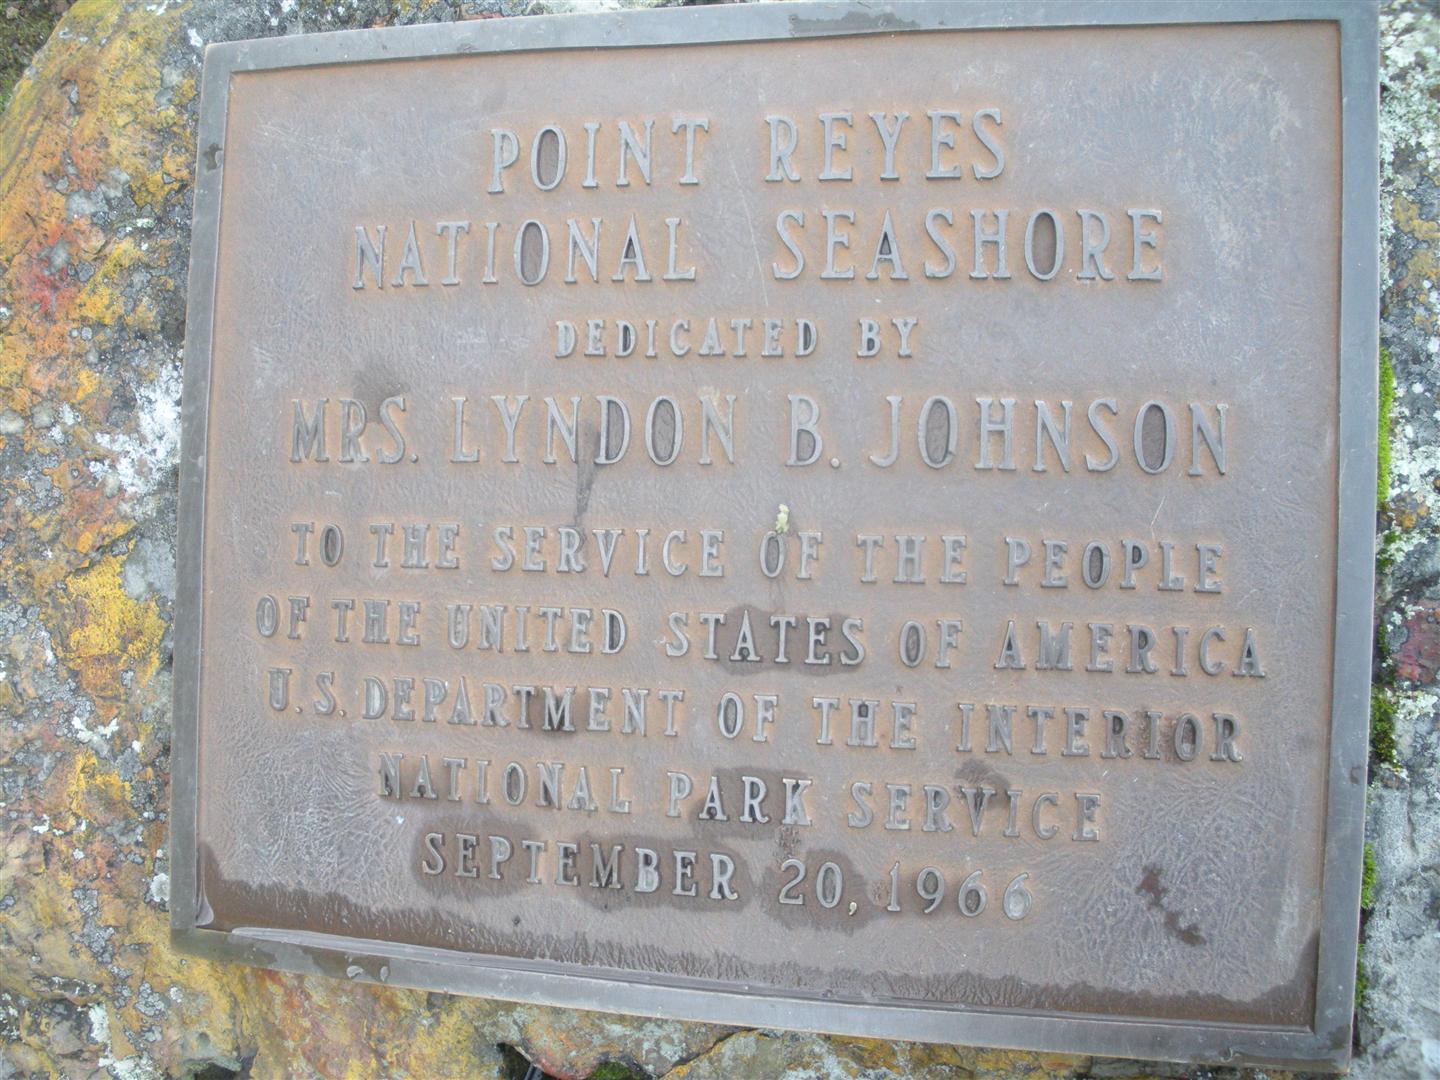 POINT REYES
NATIONAL SEASHORE
DEDICATED BY
MRS. LYNDON B. JOHNSON
TO THE SERVICE OF THE PEOPLE
OF THE UNITED STATES OF AMERICA
U.S. DEPARTMENT OF THE INTERIOR
NATIONAL PARK SERVICE
SEPTEMBER 20, 1966